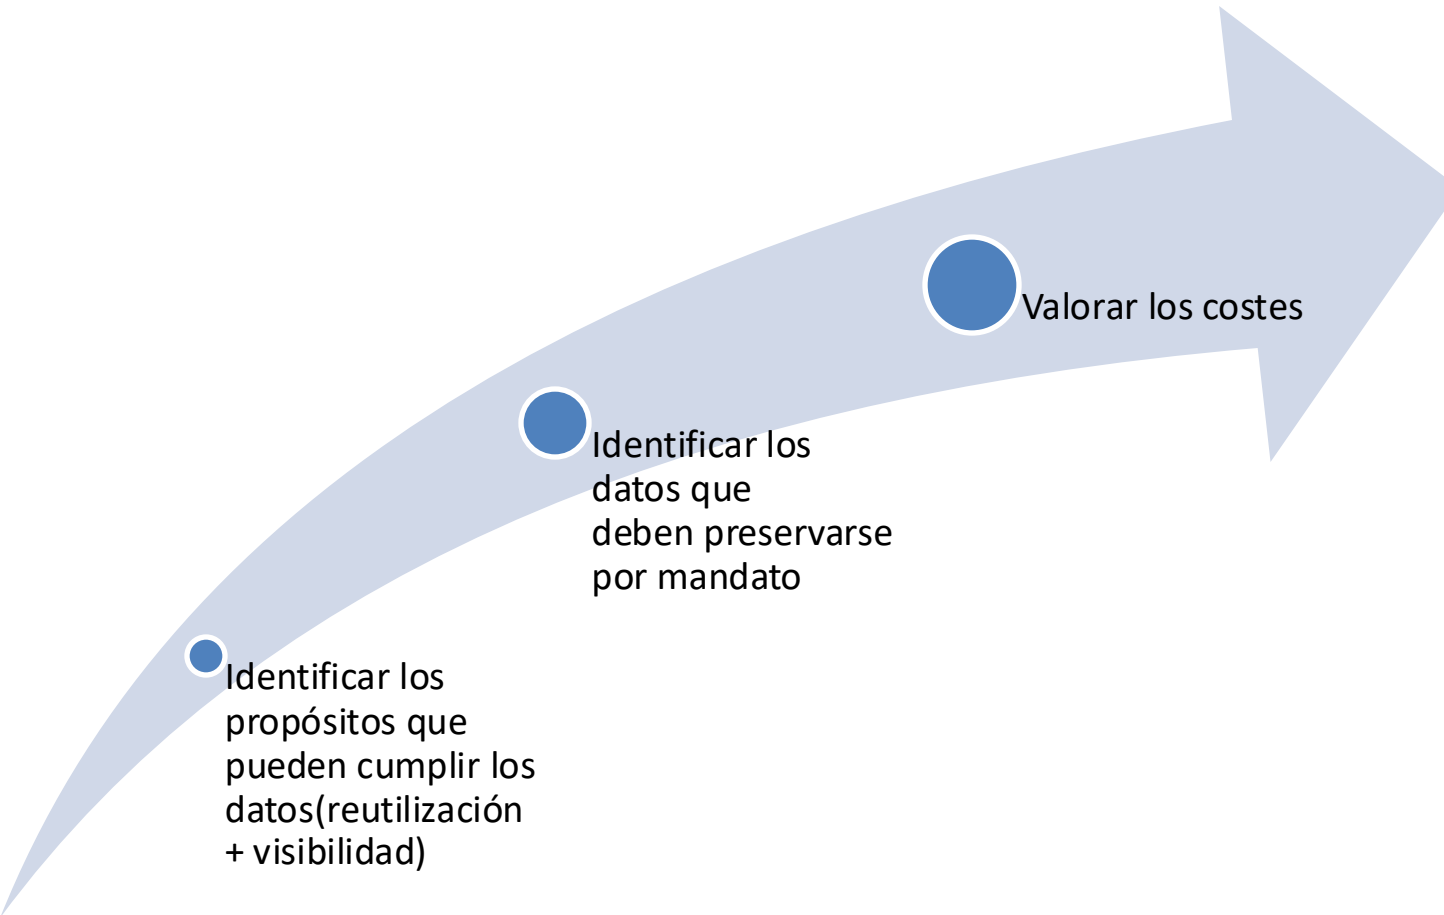 Identificar los
propósitos que
pueden cumplir los
datos(reutilización
+ visibilidad)
Identificar los
datos que
deben preservarse
por mandato
Valorar los costes